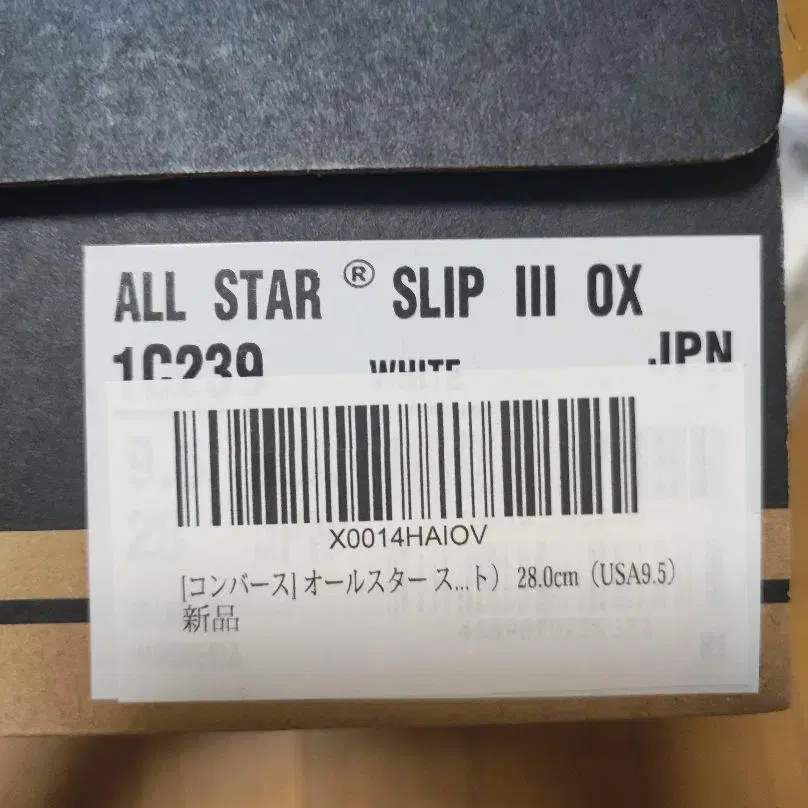 ALL STAR ® SLIP III OX
1C239 WHITE JPN
X0014HAIOV
[コンバース] オールスター ス...ト） 28.0cm（USA9.5）
新品